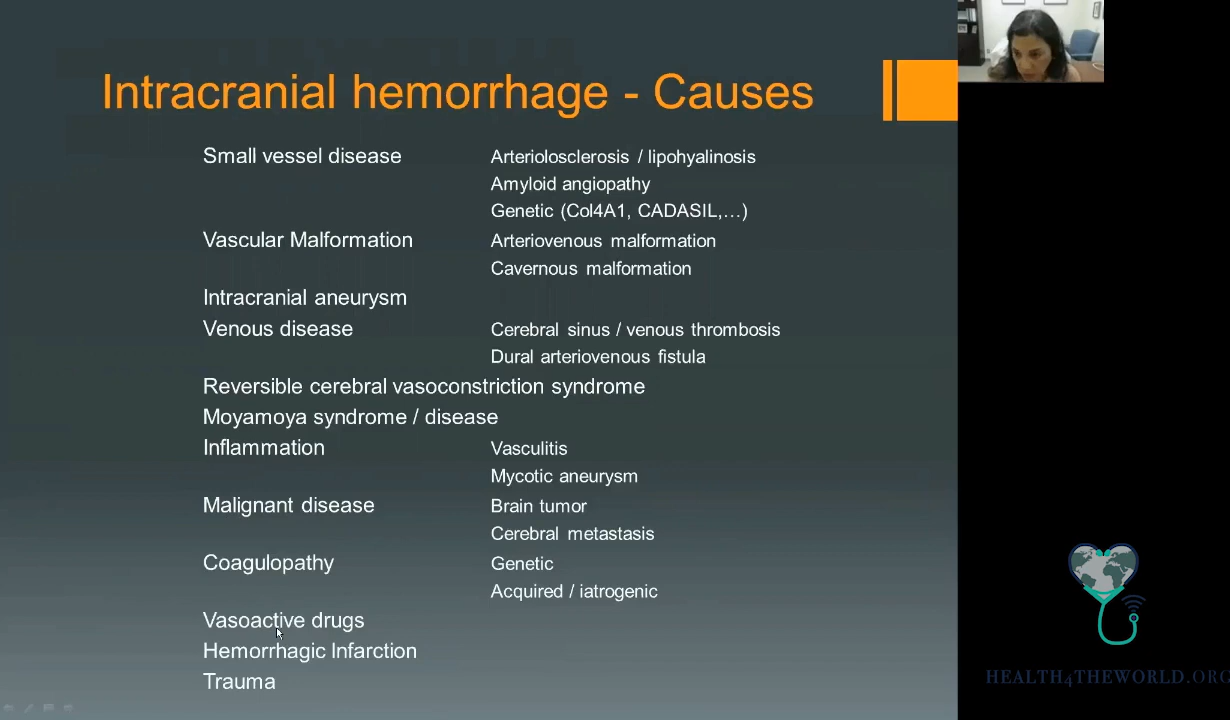 Intracranial hemorrhage - Causes
Small vessel disease Arteriolosclerosis / lipohyalinosis
Amyloid angiopathy
Genetic (Col4A1, CADASIL,…)
Vascular Malformation Arteriovenous malformation
Cavernous malformation
Intracranial aneurysm
Venous disease Cerebral sinus / venous thrombosis
Dural arteriovenous fistula
Reversible cerebral vasoconstriction syndrome
Moyamoya syndrome / disease
Inflammation Vasculitis
Mycotic aneurysm
Malignant disease Brain tumor
Cerebral metastasis
Coagulopathy Genetic
Acquired / iatrogenic
Vasoactive drugs
Hemorrhagic Infarction
Trauma
HEALTH4THEWORLD.ORG